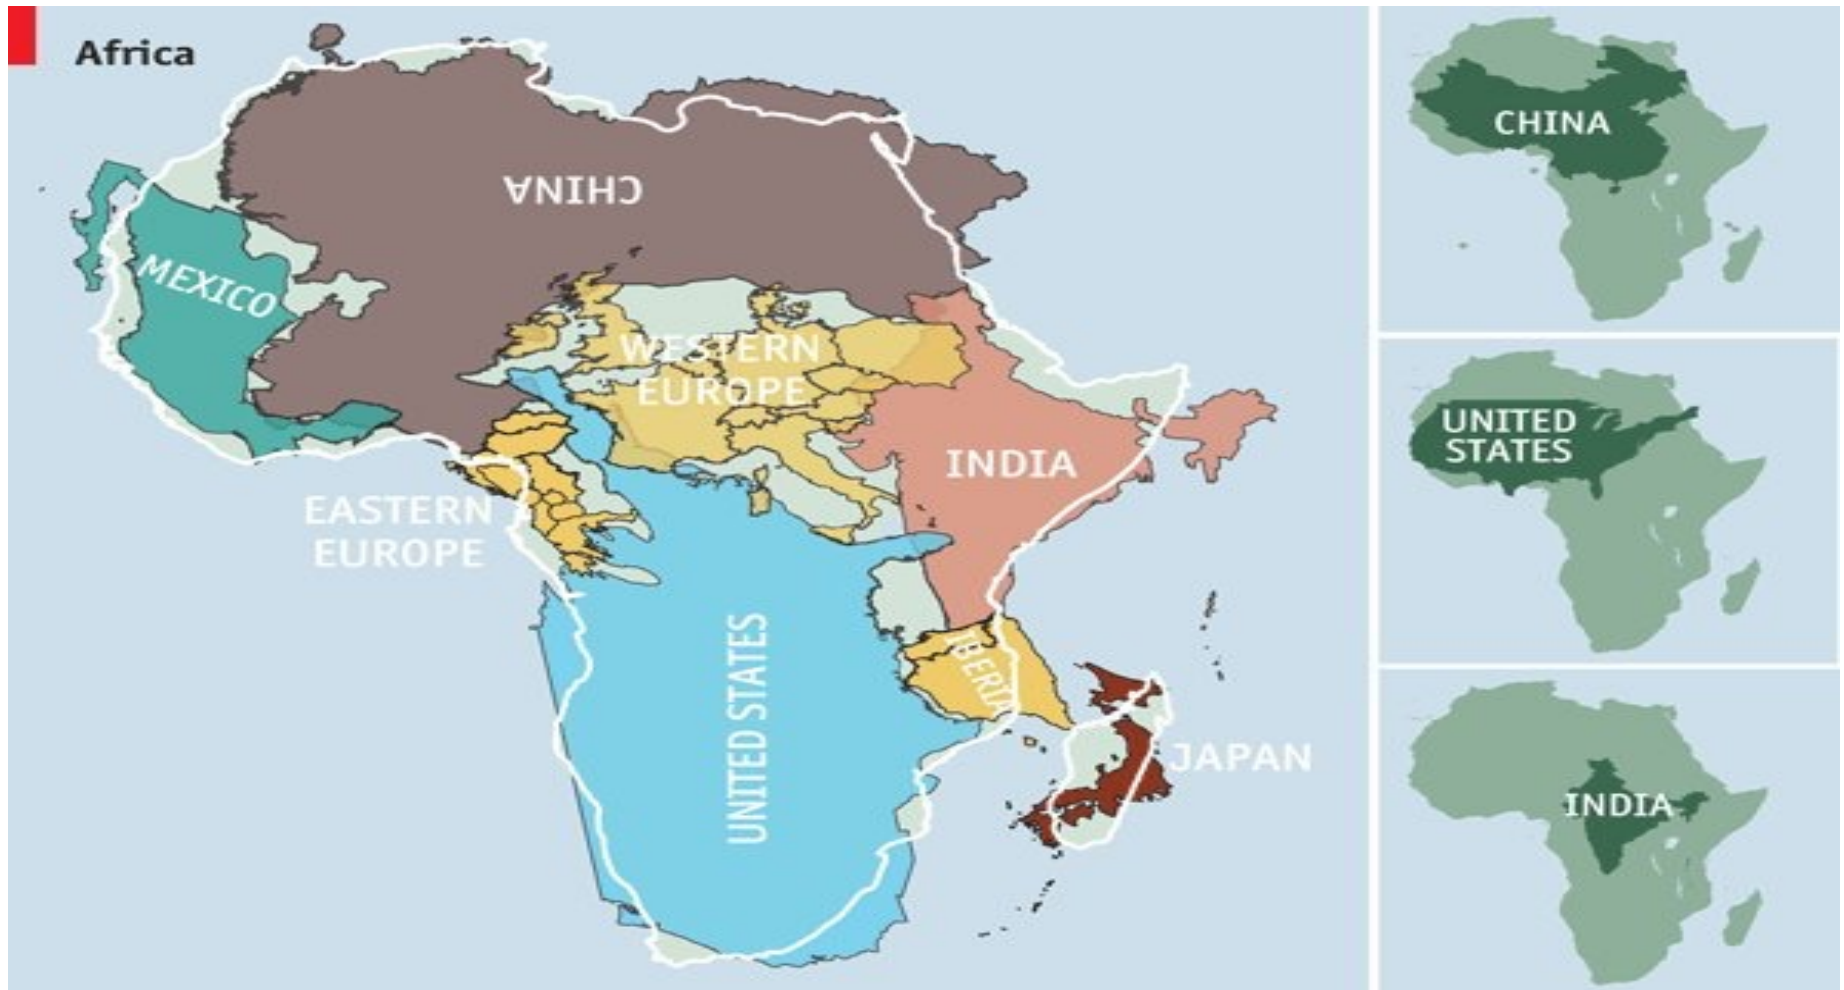 Africa
CHINA
MEXICO
WESTERN
EUROPE
INDIA
EASTERN
EUROPE
UNITED STATES
IBERIA
JAPAN
CHINA
UNITED
STATES
INDIA